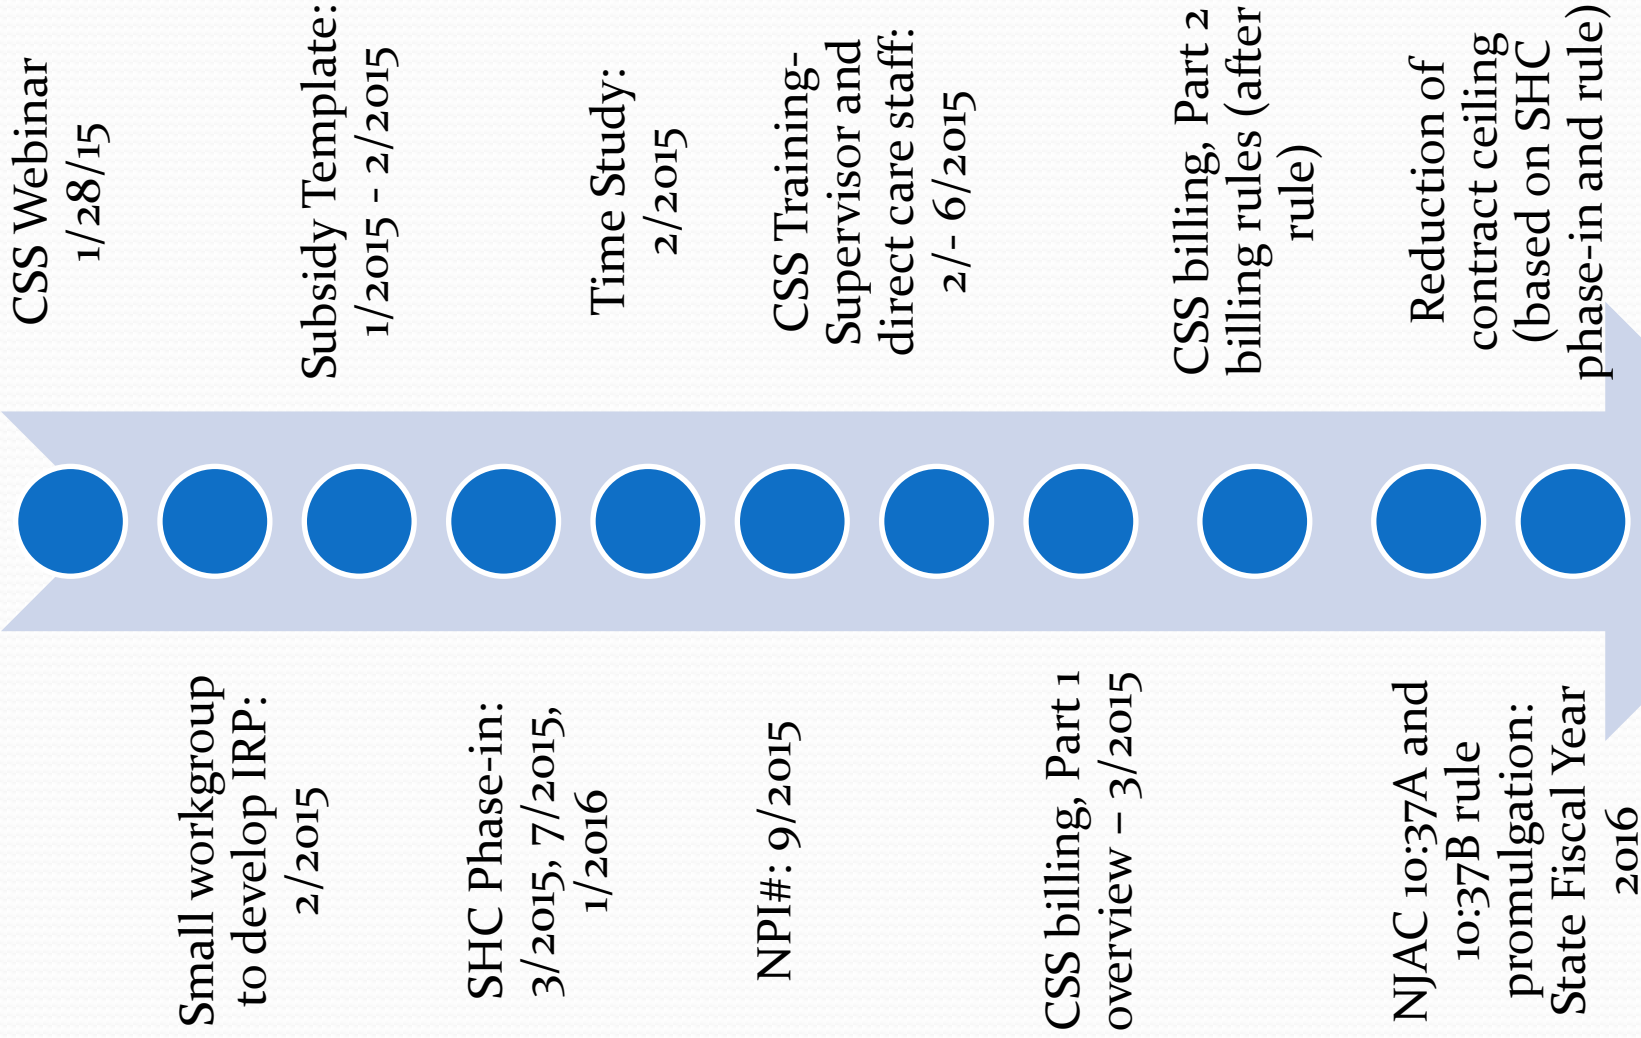 CSS Webinar
1/28/15
Small workgroup
to develop IRP:
2/2015
Subsidy Template:
1/2015 - 2/2015
SHC Phase-in:
3/2015, 7/2015,
1/2016
Time Study:
2/2015
NPI#: 9/2015
CSS Training-
Supervisor and
direct care staff:
2/- 6/2015
CSS billing, Part 1
overview – 3/2015
CSS billing, Part 2
billing rules (after
rule)
NJAC 10:37A and
10:37B rule
promulgation:
State Fiscal Year
2016
Reduction of
contract ceiling
(based on SHC
phase-in and rule)